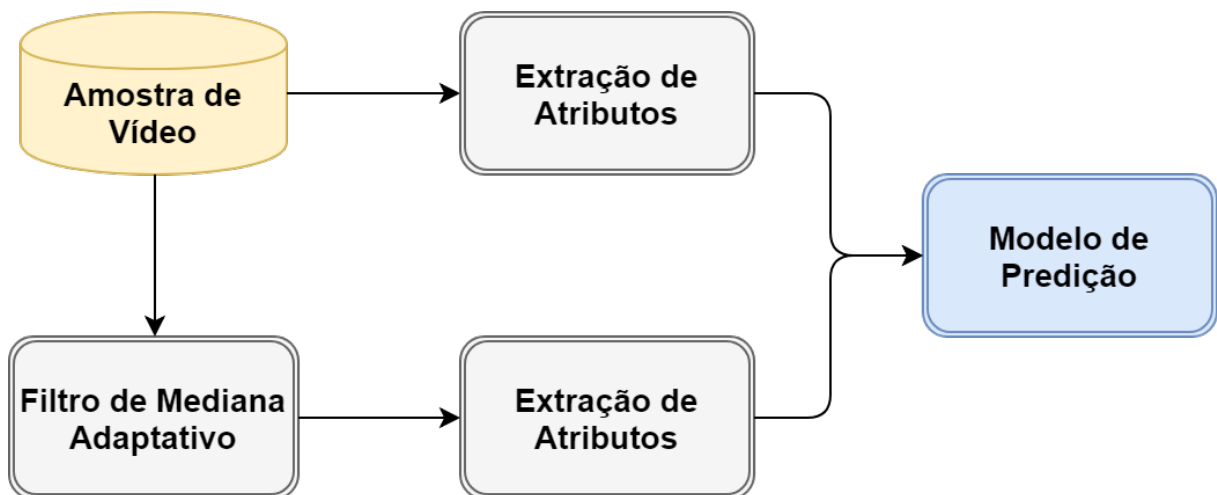 Amostra de
Vídeo
Extração de
Atributos
Modelo de
Predição
Filtro de Mediana
Adaptativo
Extração de
Atributos